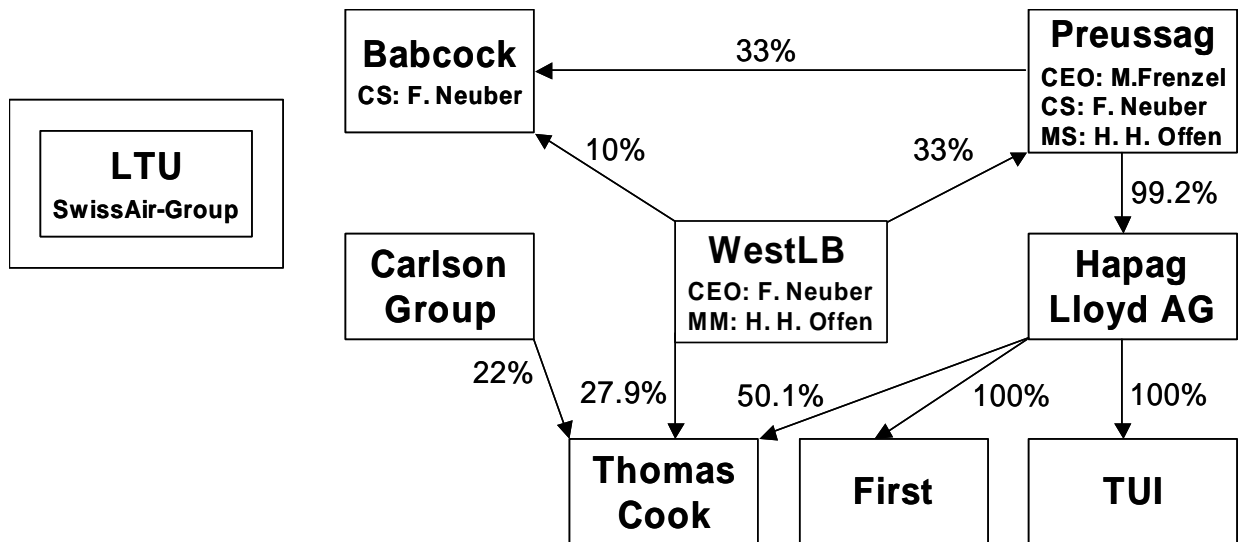 Babcock
CS: F. Neuber
33%
Preussag
CEO: M.Frenzel
CS: F. Neuber
MS: H. H. Offen
LTU
SwissAir-Group
10%
33%
99.2%
Carlson
Group
WestLB
CEO: F. Neuber
MM: H. H. Offen
Hapag
Lloyd AG
22%
27.9%
50.1%
100%
100%
Thomas
Cook
First
TUI